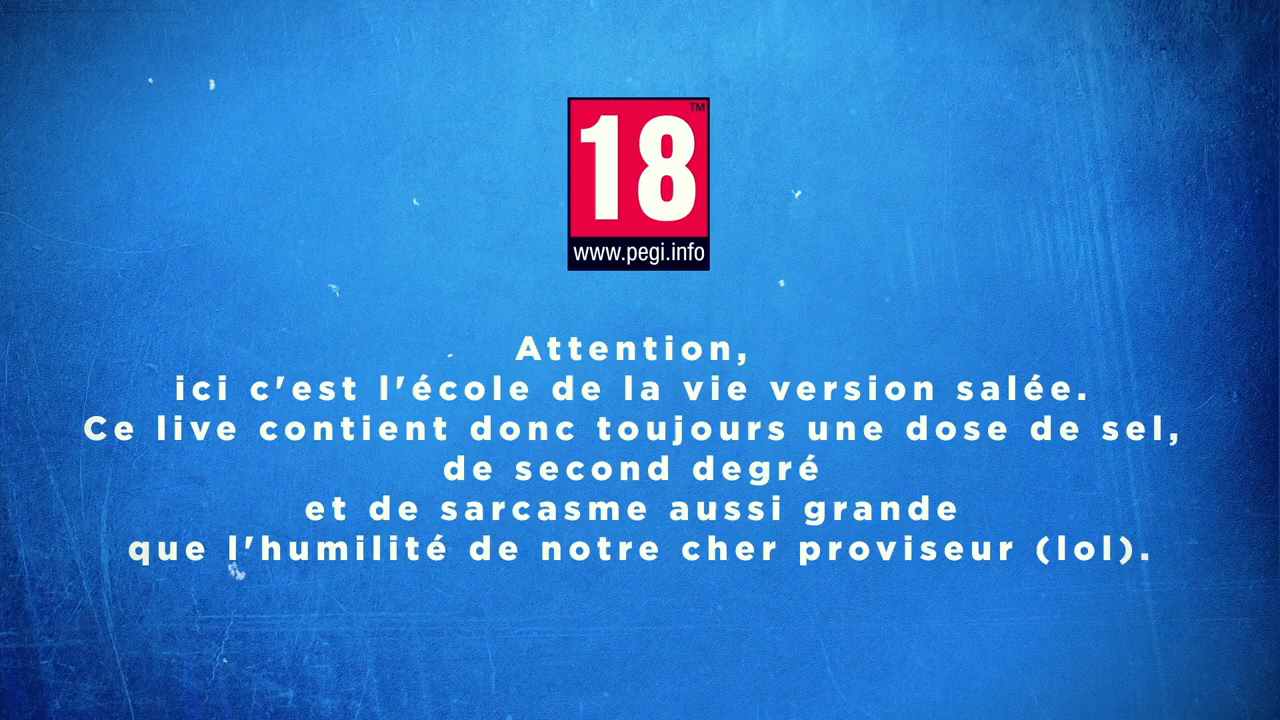 TM
18
www.pegi.info
Attention,
ici c'est l'école de la vie version salée.
Ce live contient donc toujours une dose de sel,
de second degré
et de sarcasme aussi grande
que l'humilité de notre cher proviseur (lol).